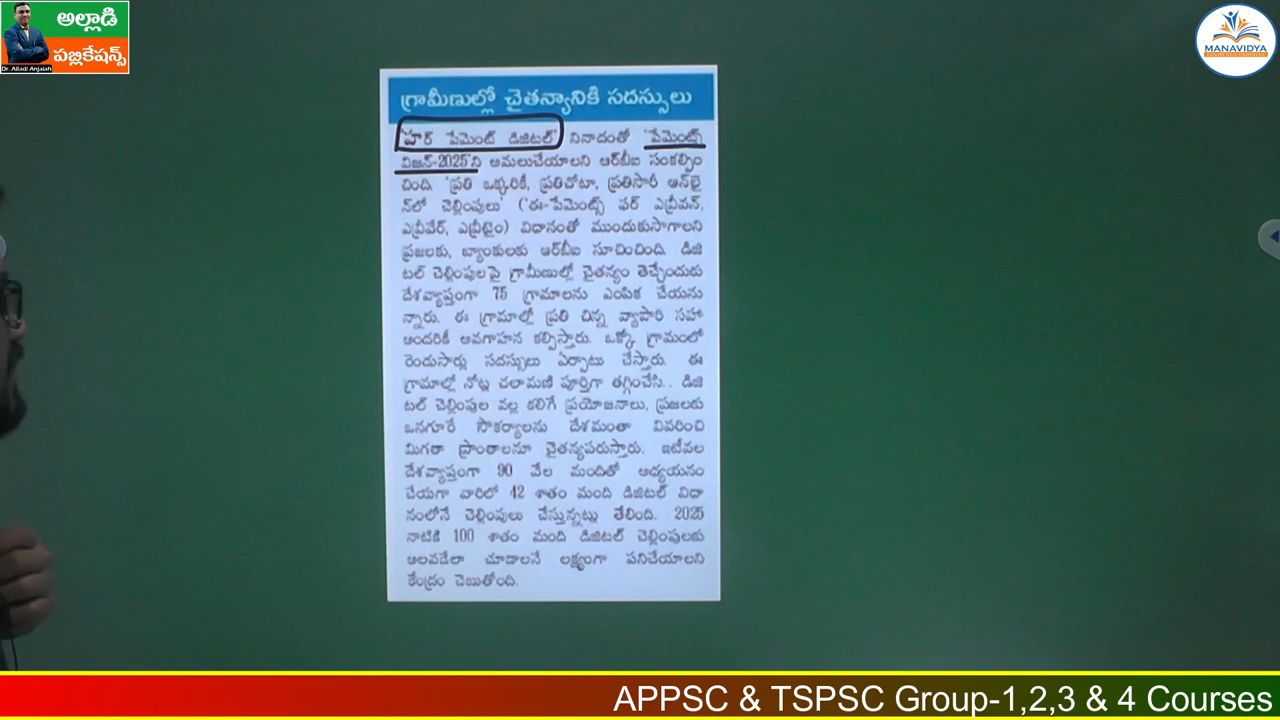 అల్లాడి
పబ్లికేషన్స్
Dr. Alladi Anjaiah
MANAVIDYA
గ్రామీణుల్లో చైతన్యానికి సదస్సులు
'హర్ పేమెంట్ డిజిటల్' నినాదంతో 'పేమెంట్స్
విజన్-2025'ని అమలుచేయాలని ఆర్‌బీఐ సంకల్పిం
చింది. 'ప్రతి ఒక్కరికీ, ప్రతిచోటా, ప్రతిసారీ ఆన్‌లై
న్‌లో చెల్లింపులు' ('ఈ-పేమెంట్స్ ఫర్ ఎవ్రీవన్,
ఎవ్రీవేర్, ఎవ్రీటైం) విధానంతో ముందుకుసాగాలని
ప్రజలకు, బ్యాంకులకు ఆర్‌బీఐ సూచించింది. డిజి
టల్ చెల్లింపులపై గ్రామీణుల్లో చైతన్యం తెచ్చేందుకు
దేశవ్యాప్తంగా 75 గ్రామాలను ఎంపిక చేయను
న్నారు. ఈ గ్రామాల్లో ప్రతి చిన్న వ్యాపారి సహా
అందరికీ అవగాహన కల్పిస్తారు. ఒక్కో గ్రామంలో
రెండుసార్లు సదస్సులు ఏర్పాటు చేస్తారు. ఈ
గ్రామాల్లో నోట్ల చలామణి పూర్తిగా తగ్గించేసి.. డిజి
టల్ చెల్లింపుల వల్ల కలిగే ప్రయోజనాలు, ప్రజలకు
ఒనగూరే సౌకర్యాలను దేశమంతా వివరించి
మిగతా ప్రాంతాలనూ చైతన్యపరుస్తారు. ఇటీవల
దేశవ్యాప్తంగా 90 వేల మందితో అధ్యయనం
చేయగా వారిలో 42 శాతం మంది డిజిటల్ విధా
నంలోనే చెల్లింపులు చేస్తున్నట్లు తేలింది. 2025
నాటికి 100 శాతం మంది డిజిటల్ చెల్లింపులకు
అలవడేలా చూడాలనే లక్ష్యంగా పనిచేయాలని
కేంద్రం చెబుతోంది.
APPSC & TSPSC Group-1,2,3 & 4 Courses